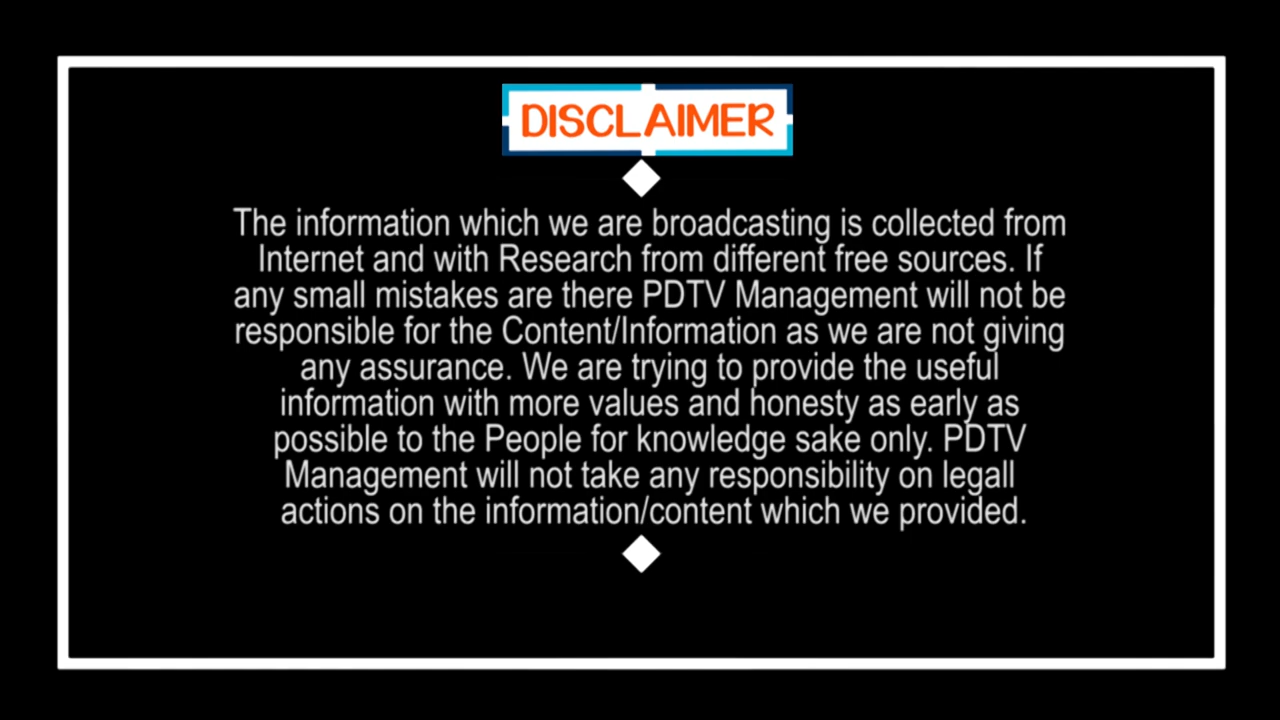 DISCLAIMER
The information which we are broadcasting is collected from
Internet and with Research from different free sources. If
any small mistakes are there PDTV Management will not be
responsible for the Content/Information as we are not giving
any assurance. We are trying to provide the useful
information with more values and honesty as early as
possible to the People for knowledge sake only. PDTV
Management will not take any responsibility on legall
actions on the information/content which we provided.